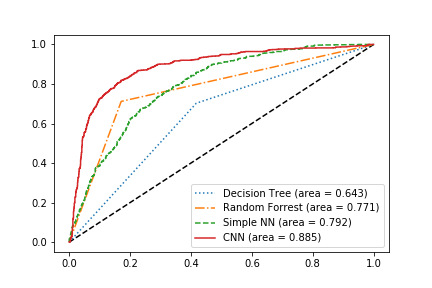 1.0
0.8
0.6
0.4
0.2
0.0
Decision Tree (area = 0.643)
Random Forrest (area = 0.771)
Simple NN (area = 0.792)
CNN (area = 0.885)
0.0 0.2 0.4 0.6 0.8 1.0